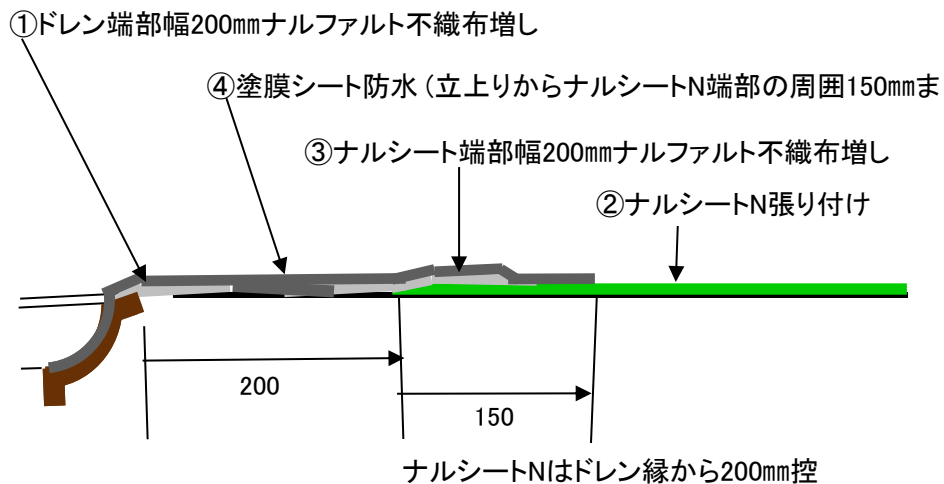 ①ドレン端部幅200㎜ナルファルト不織布増し
④塗膜シート防水（立上りからナルシートN端部の周囲150㎜ま
③ナルシート端部幅200㎜ナルファルト不織布増し
②ナルシートN張り付け
200
150
ナルシートNはドレン縁から200㎜控